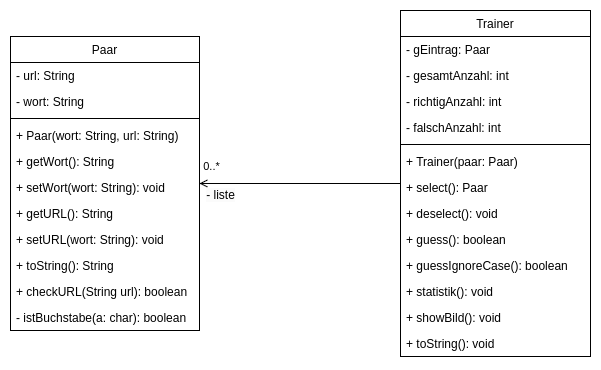 Paar
- url: String
- wort: String
+ Paar(wort: String, url: String)
+ getWort(): String
+ setWort(wort: String): void
+ getURL(): String
+ setURL(wort: String): void
+ toString(): String
+ checkURL(String url): boolean
- istBuchstabe(a: char): boolean
0..*
- liste
Trainer
- gEintrag: Paar
- gesamtAnzahl: int
- richtigAnzahl: int
- falschAnzahl: int
+ Trainer(paar: Paar)
+ select(): Paar
+ deselect(): void
+ guess(): boolean
+ guessIgnoreCase(): boolean
+ statistik(): void
+ showBild(): void
+ toString(): void